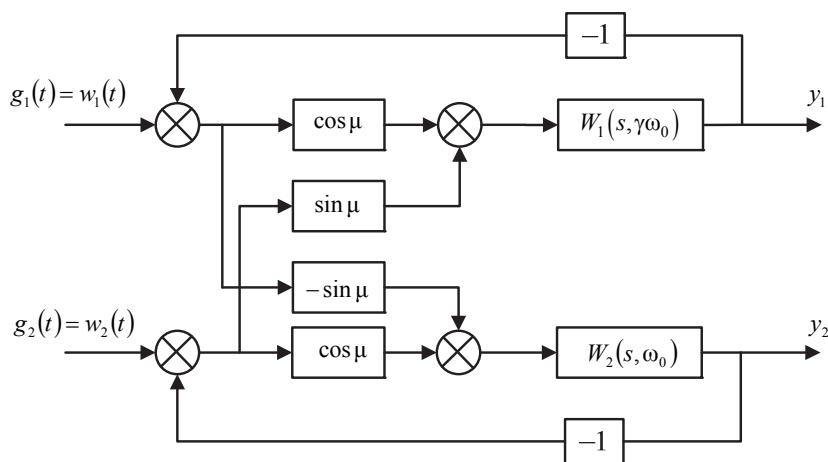 −1
g₁(t) = w₁(t)
cos μ
W₁(s, γω₀)
y₁
sin μ
− sin μ
g₂(t) = w₂(t)
cos μ
W₂(s, ω₀)
y₂
−1